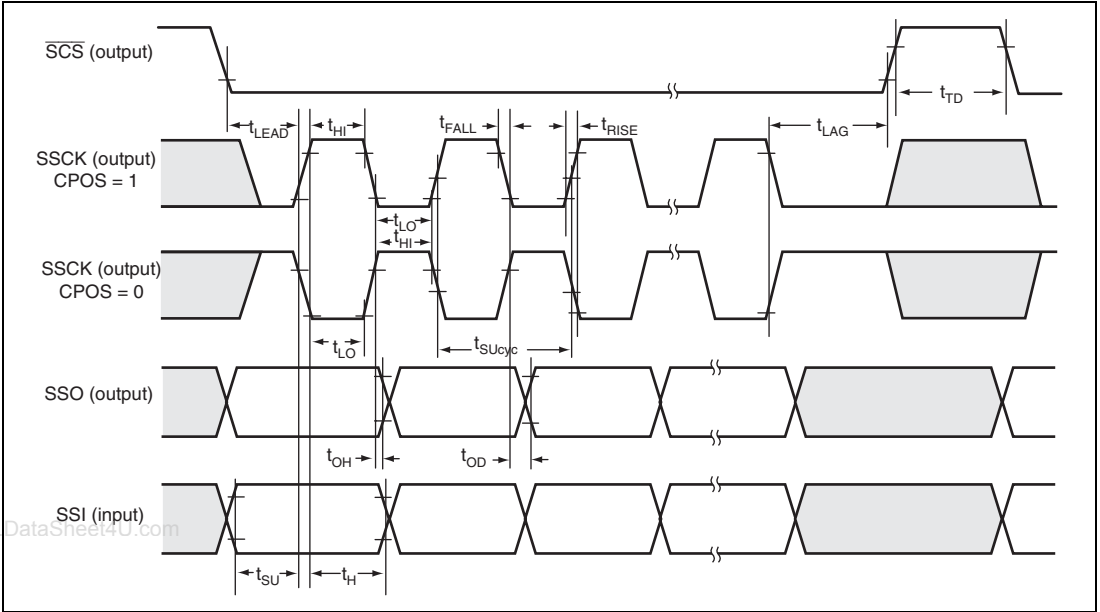 SCS (output)
tTD
tLEAD
tHI
tFALL
tRISE
tLAG
SSCK (output)
CPOS = 1
tLO
tHI
SSCK (output)
CPOS = 0
tLO
tSUcyc
SSO (output)
tOH
tOD
SSI (input)
DataSheet4U.com
tSU
tH